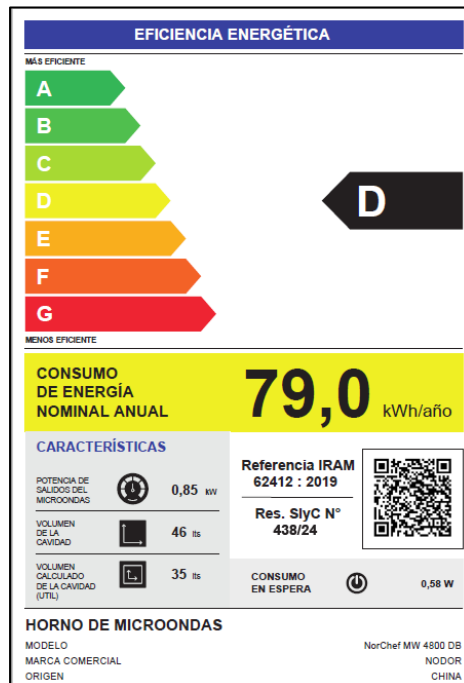 EFICIENCIA ENERGÉTICA
MÁS EFICIENTE
A
B
C
D
E
F
G
D
MENOS EFICIENTE
CONSUMO
DE ENERGÍA
NOMINAL ANUAL
79,0 kWh/año
CARACTERÍSTICAS
POTENCIA DE
SALIDOS DEL
MICROONDAS
0,85 kW
VOLUMEN
DE LA
CAVIDAD
46 lts
VOLUMEN
CALCULADO
DE LA CAVIDAD
(UTIL)
35 lts
Referencia IRAM
62412 : 2019
Res. SIyC N°
438/24
CONSUMO
EN ESPERA
0,58 W
HORNO DE MICROONDAS
MODELO NorChef MW 4800 DB
MARCA COMERCIAL NODOR
ORIGEN CHINA